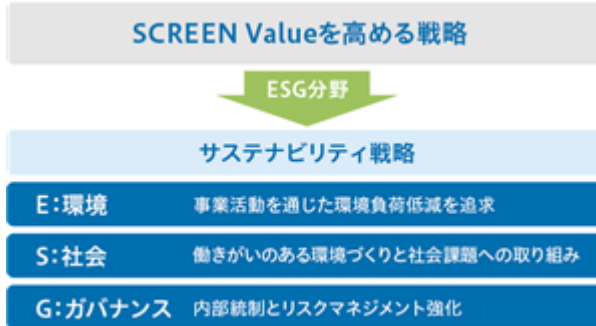 SCREEN Valueを高める戦略
ESG分野
サステナビリティ戦略
E：環境 事業活動を通じた環境負荷低減を追求
S：社会 働きがいのある環境づくりと社会課題への取り組み
G：ガバナンス 内部統制とリスクマネジメント強化